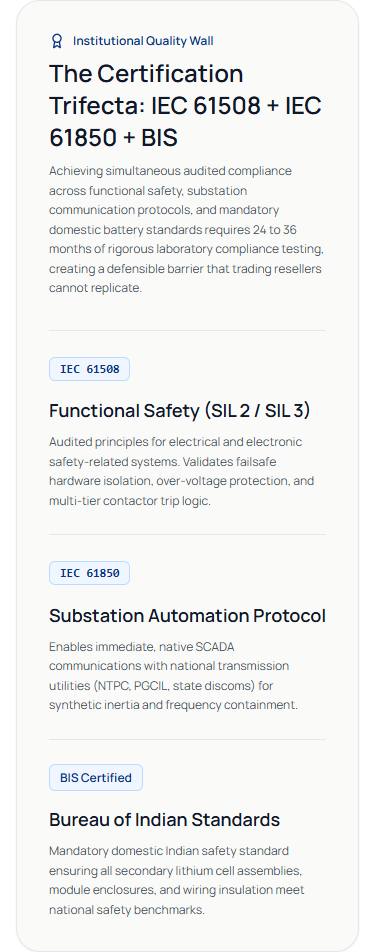 Institutional Quality Wall
The Certification
Trifecta: IEC 61508 + IEC
61850 + BIS
Achieving simultaneous audited compliance
across functional safety, substation
communication protocols, and mandatory
domestic battery standards requires 24 to 36
months of rigorous laboratory compliance testing,
creating a defensible barrier that trading resellers
cannot replicate.
IEC 61508
Functional Safety (SIL 2 / SIL 3)
Audited principles for electrical and electronic
safety-related systems. Validates failsafe
hardware isolation, over-voltage protection, and
multi-tier contactor trip logic.
IEC 61850
Substation Automation Protocol
Enables immediate, native SCADA
communications with national transmission
utilities (NTPC, PGCIL, state discoms) for
synthetic inertia and frequency containment.
BIS Certified
Bureau of Indian Standards
Mandatory domestic Indian safety standard
ensuring all secondary lithium cell assemblies,
module enclosures, and wiring insulation meet
national safety benchmarks.